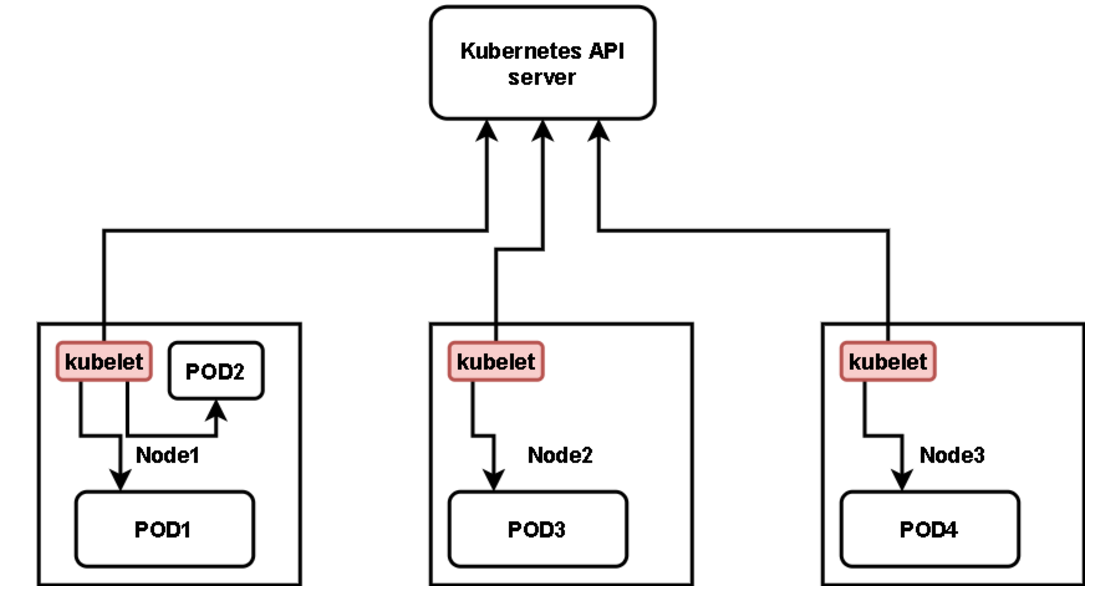 Kubernetes API
server
kubelet
POD2
Node1
POD1
kubelet
Node2
POD3
kubelet
Node3
POD4